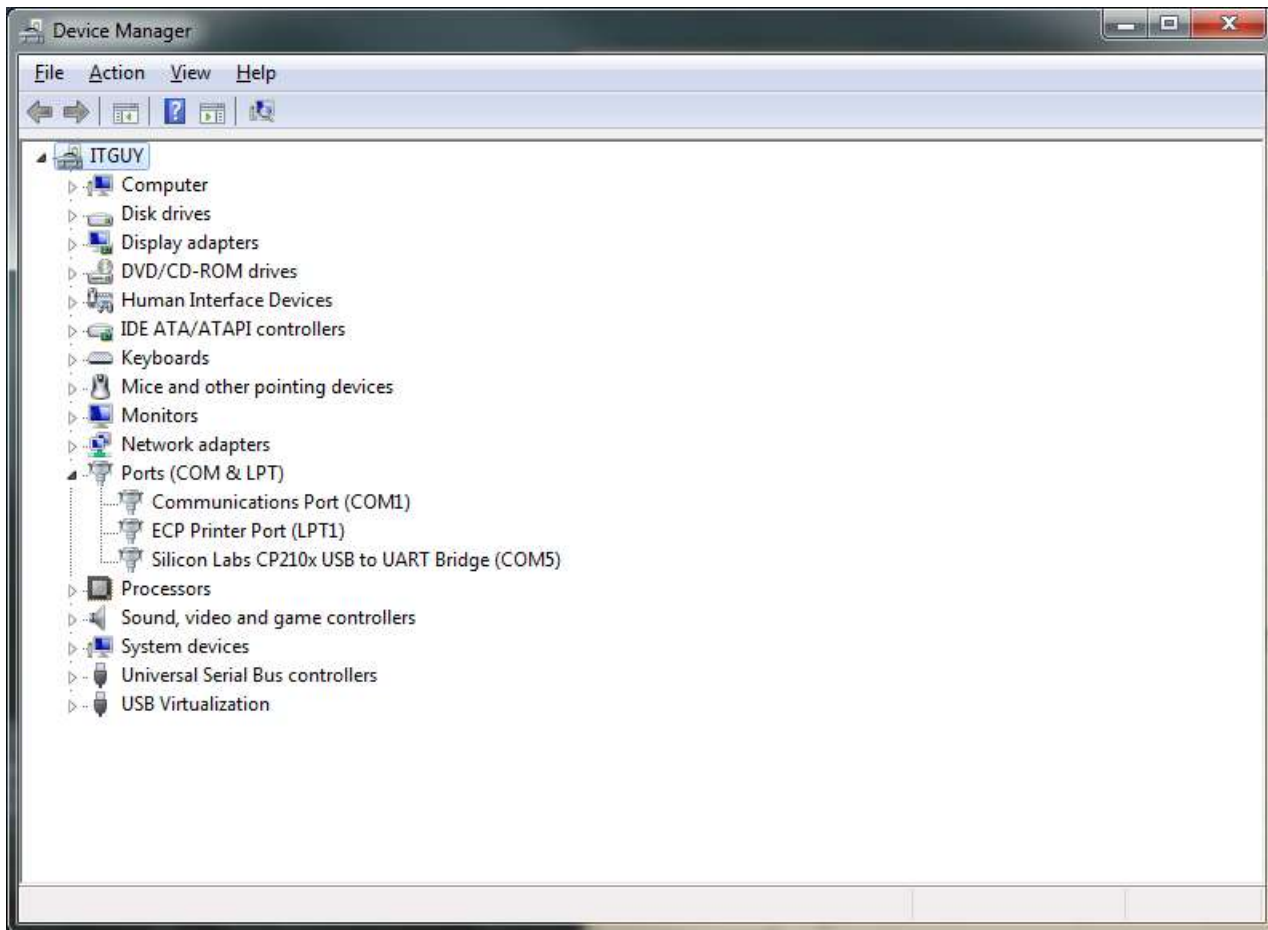 Device Manager
File Action View Help
ITGUY
Computer
Disk drives
Display adapters
DVD/CD-ROM drives
Human Interface Devices
IDE ATA/ATAPI controllers
Keyboards
Mice and other pointing devices
Monitors
Network adapters
Ports (COM & LPT)
Communications Port (COM1)
ECP Printer Port (LPT1)
Silicon Labs CP210x USB to UART Bridge (COM5)
Processors
Sound, video and game controllers
System devices
Universal Serial Bus controllers
USB Virtualization